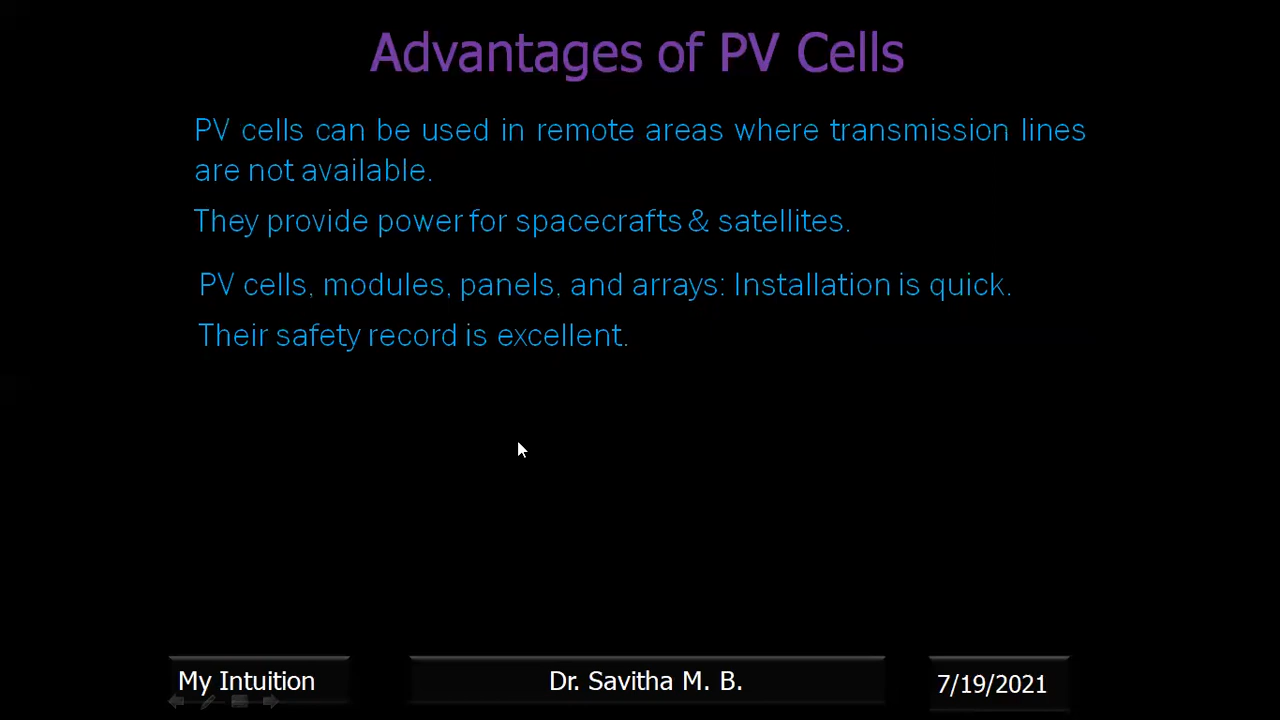 Advantages of PV Cells
PV cells can be used in remote areas where transmission lines
are not available.
They provide power for spacecrafts & satellites.
PV cells, modules, panels, and arrays: Installation is quick.
Their safety record is excellent.
My Intuition
Dr. Savitha M. B.
7/19/2021